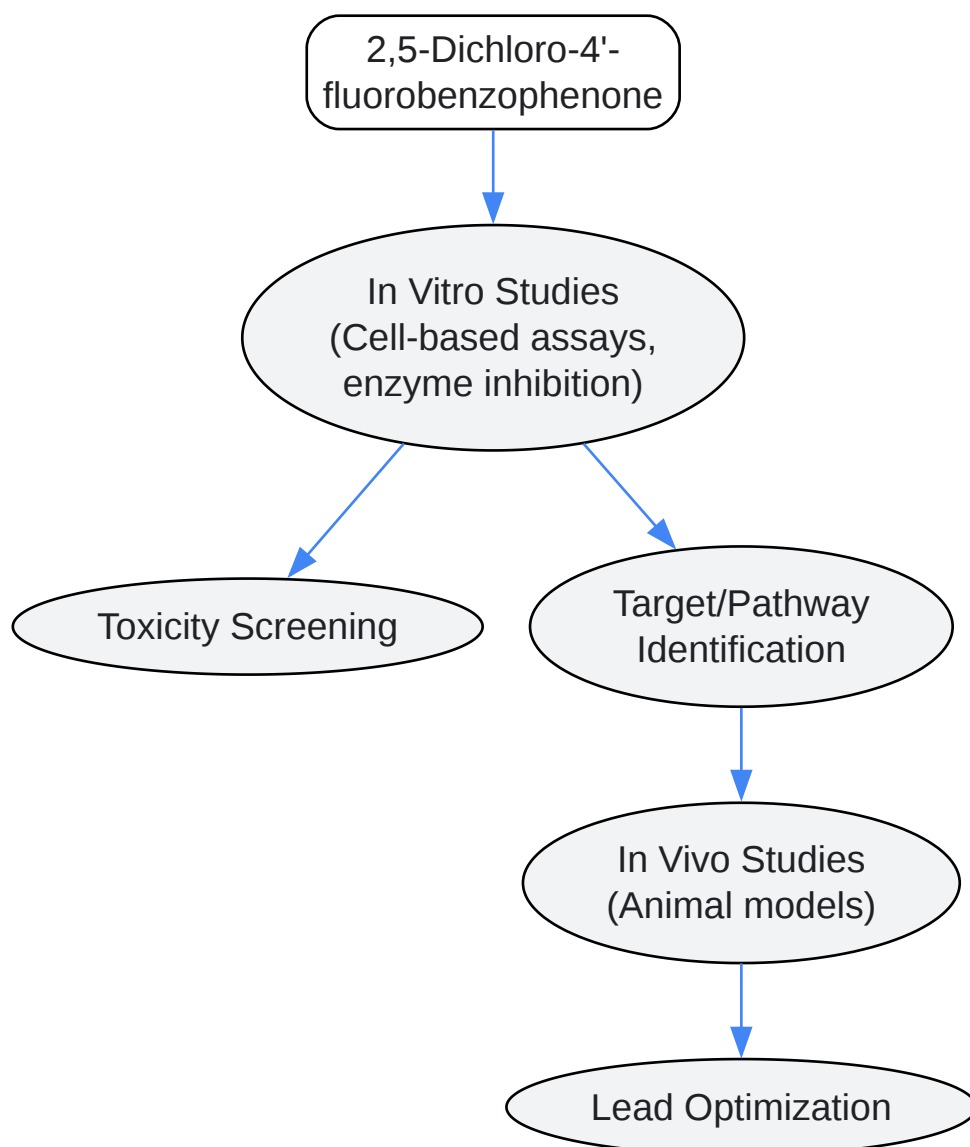 2,5-Dichloro-4'-
fluorobenzophenone
In Vitro Studies
(Cell-based assays,
enzyme inhibition)
Toxicity Screening
Target/Pathway
Identification
In Vivo Studies
(Animal models)
Lead Optimization